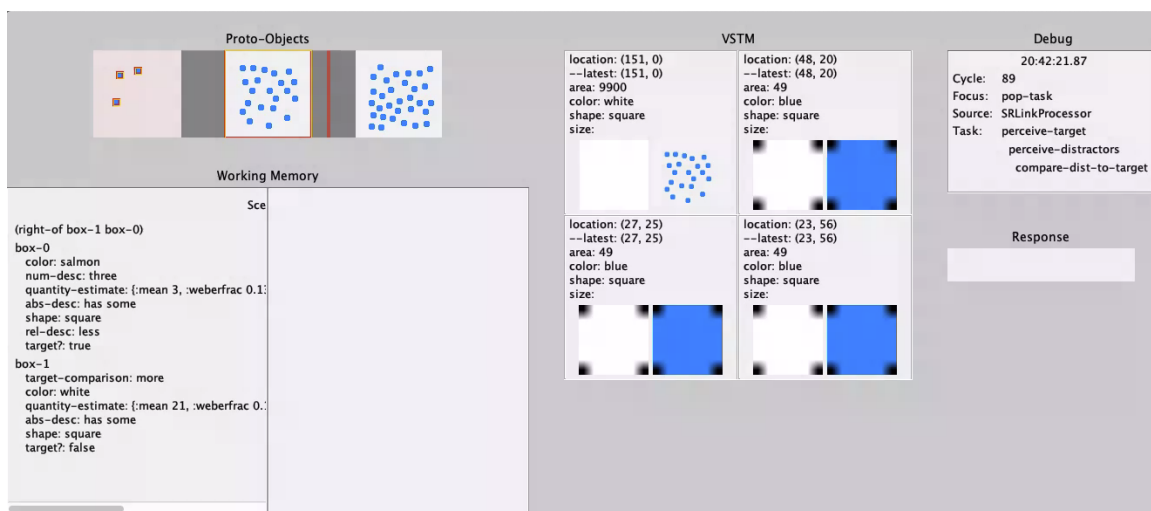 Proto-Objects
Working Memory
Sce
(right-of box-1 box-0)
box-0
color: salmon
num-desc: three
quantity-estimate: {:mean 3, :weberfrac 0.1
abs-desc: has some
shape: square
rel-desc: less
target?: true
box-1
target-comparison: more
color: white
quantity-estimate: {:mean 21, :weberfrac 0.
abs-desc: has some
shape: square
target?: false
VSTM
location: (151, 0)
--latest: (151, 0)
area: 9900
color: white
shape: square
size:
location: (48, 20)
--latest: (48, 20)
area: 49
color: blue
shape: square
size:
location: (27, 25)
--latest: (27, 25)
area: 49
color: blue
shape: square
size:
location: (23, 56)
--latest: (23, 56)
area: 49
color: blue
shape: square
size:
Debug
20:42:21.87
Cycle: 89
Focus: pop-task
Source: SRLinkProcessor
Task: perceive-target
perceive-distractors
compare-dist-to-target
Response